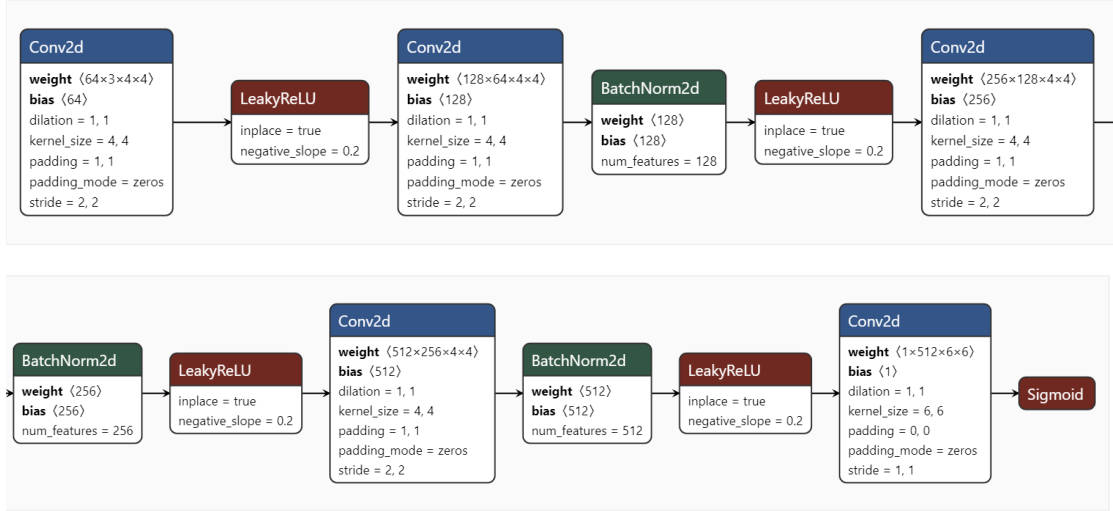 Conv2d
weight 〈64×3×4×4〉
bias 〈64〉
dilation = 1, 1
kernel_size = 4, 4
padding = 1, 1
padding_mode = zeros
stride = 2, 2
LeakyReLU
inplace = true
negative_slope = 0.2
Conv2d
weight 〈128×64×4×4〉
bias 〈128〉
dilation = 1, 1
kernel_size = 4, 4
padding = 1, 1
padding_mode = zeros
stride = 2, 2
BatchNorm2d
weight 〈128〉
bias 〈128〉
num_features = 128
LeakyReLU
inplace = true
negative_slope = 0.2
Conv2d
weight 〈256×128×4×4〉
bias 〈256〉
dilation = 1, 1
kernel_size = 4, 4
padding = 1, 1
padding_mode = zeros
stride = 2, 2
BatchNorm2d
weight 〈256〉
bias 〈256〉
num_features = 256
LeakyReLU
inplace = true
negative_slope = 0.2
Conv2d
weight 〈512×256×4×4〉
bias 〈512〉
dilation = 1, 1
kernel_size = 4, 4
padding = 1, 1
padding_mode = zeros
stride = 2, 2
BatchNorm2d
weight 〈512〉
bias 〈512〉
num_features = 512
LeakyReLU
inplace = true
negative_slope = 0.2
Conv2d
weight 〈1×512×6×6〉
bias 〈1〉
dilation = 1, 1
kernel_size = 6, 6
padding = 0, 0
padding_mode = zeros
stride = 1, 1
Sigmoid